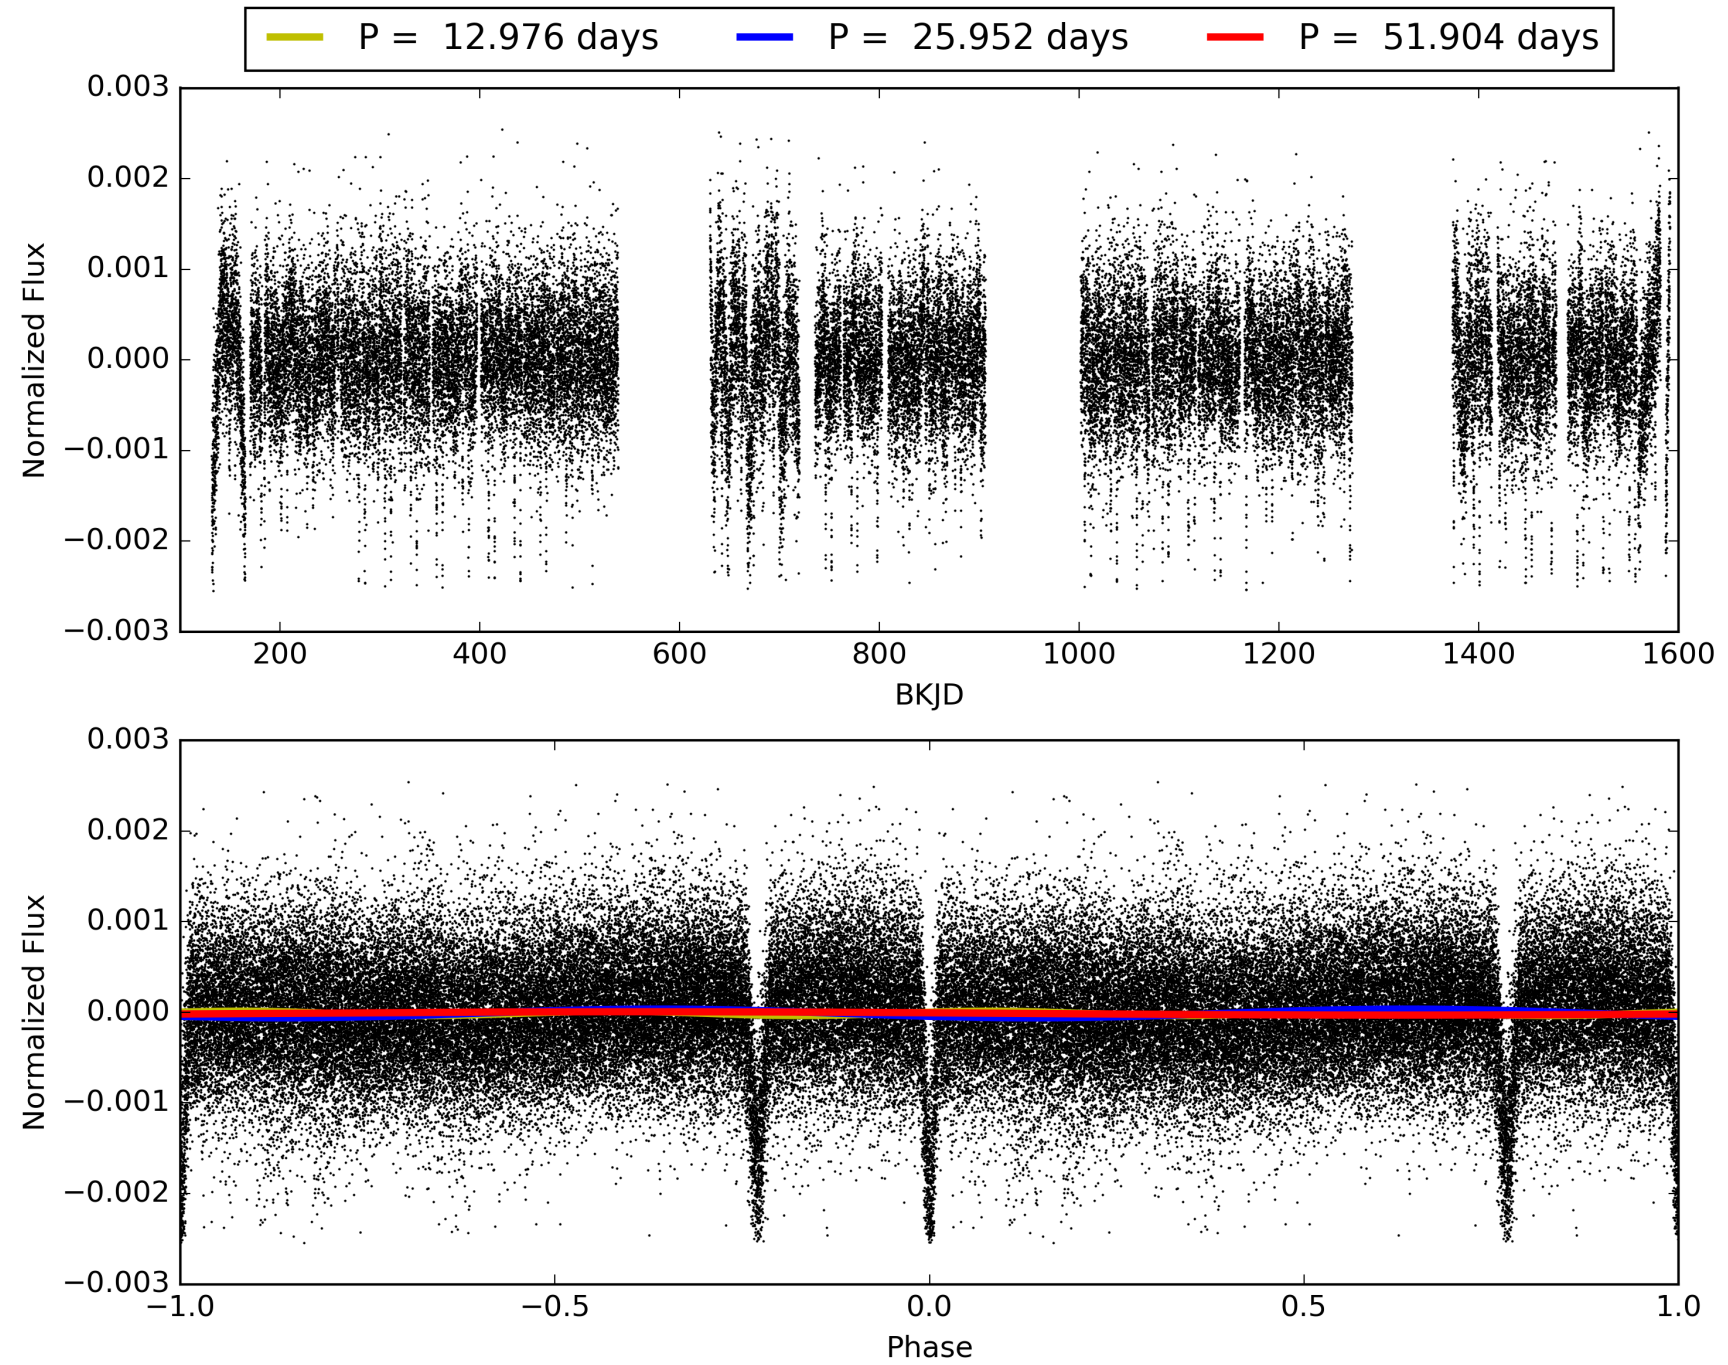 P = 12.976 days P = 25.952 days P = 51.904 days
0.003
0.002
0.001
0.000
−0.001
−0.002
−0.003
Normalized Flux
200 400 600 800 1000 1200 1400 1600
BKJD
0.003
0.002
0.001
0.000
−0.001
−0.002
−0.003
Normalized Flux
−1.0 −0.5 0.0 0.5 1.0
Phase